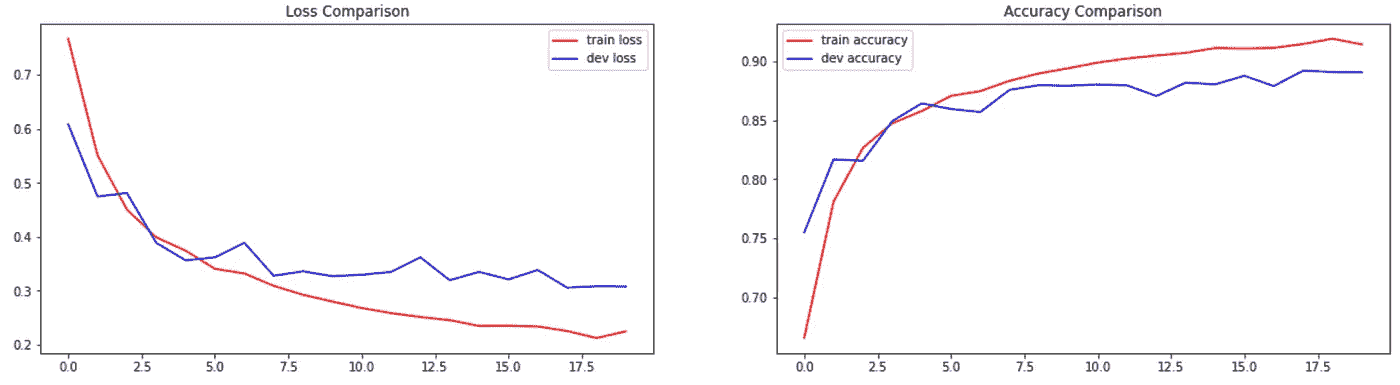 Loss Comparison
train loss
dev loss
0.7
0.6
0.5
0.4
0.3
0.2
0.0 2.5 5.0 7.5 10.0 12.5 15.0 17.5
Accuracy Comparison
train accuracy
dev accuracy
0.90
0.85
0.80
0.75
0.70
0.0 2.5 5.0 7.5 10.0 12.5 15.0 17.5